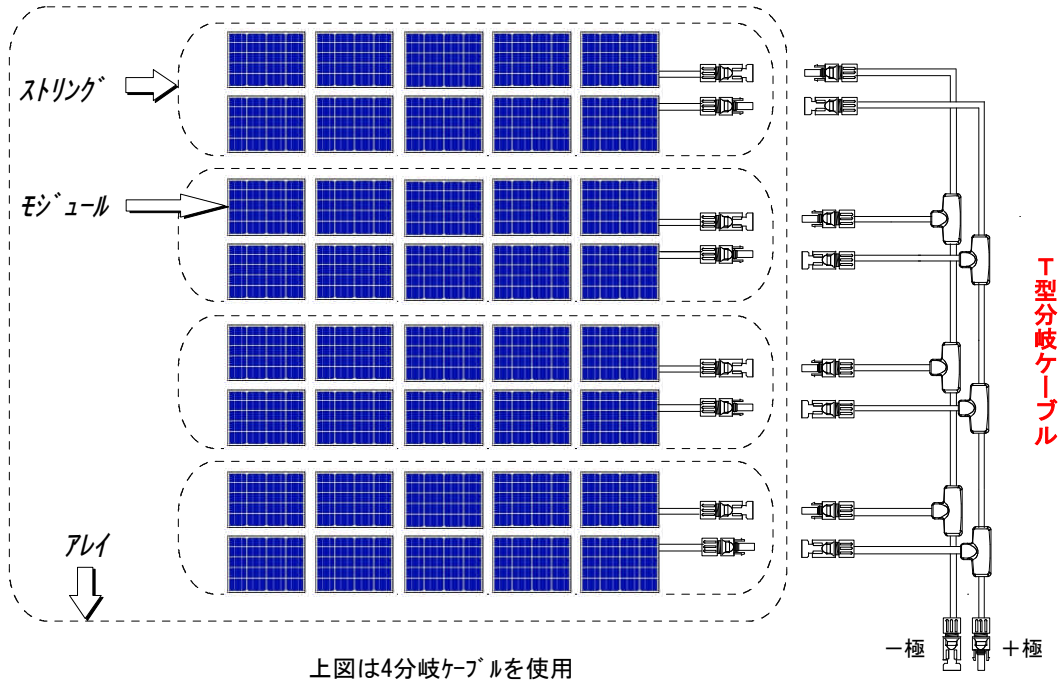 ストリング
モジュール
T型分岐ケーブル
アレイ
－極
＋極
上図は4分岐ケーブルを使用